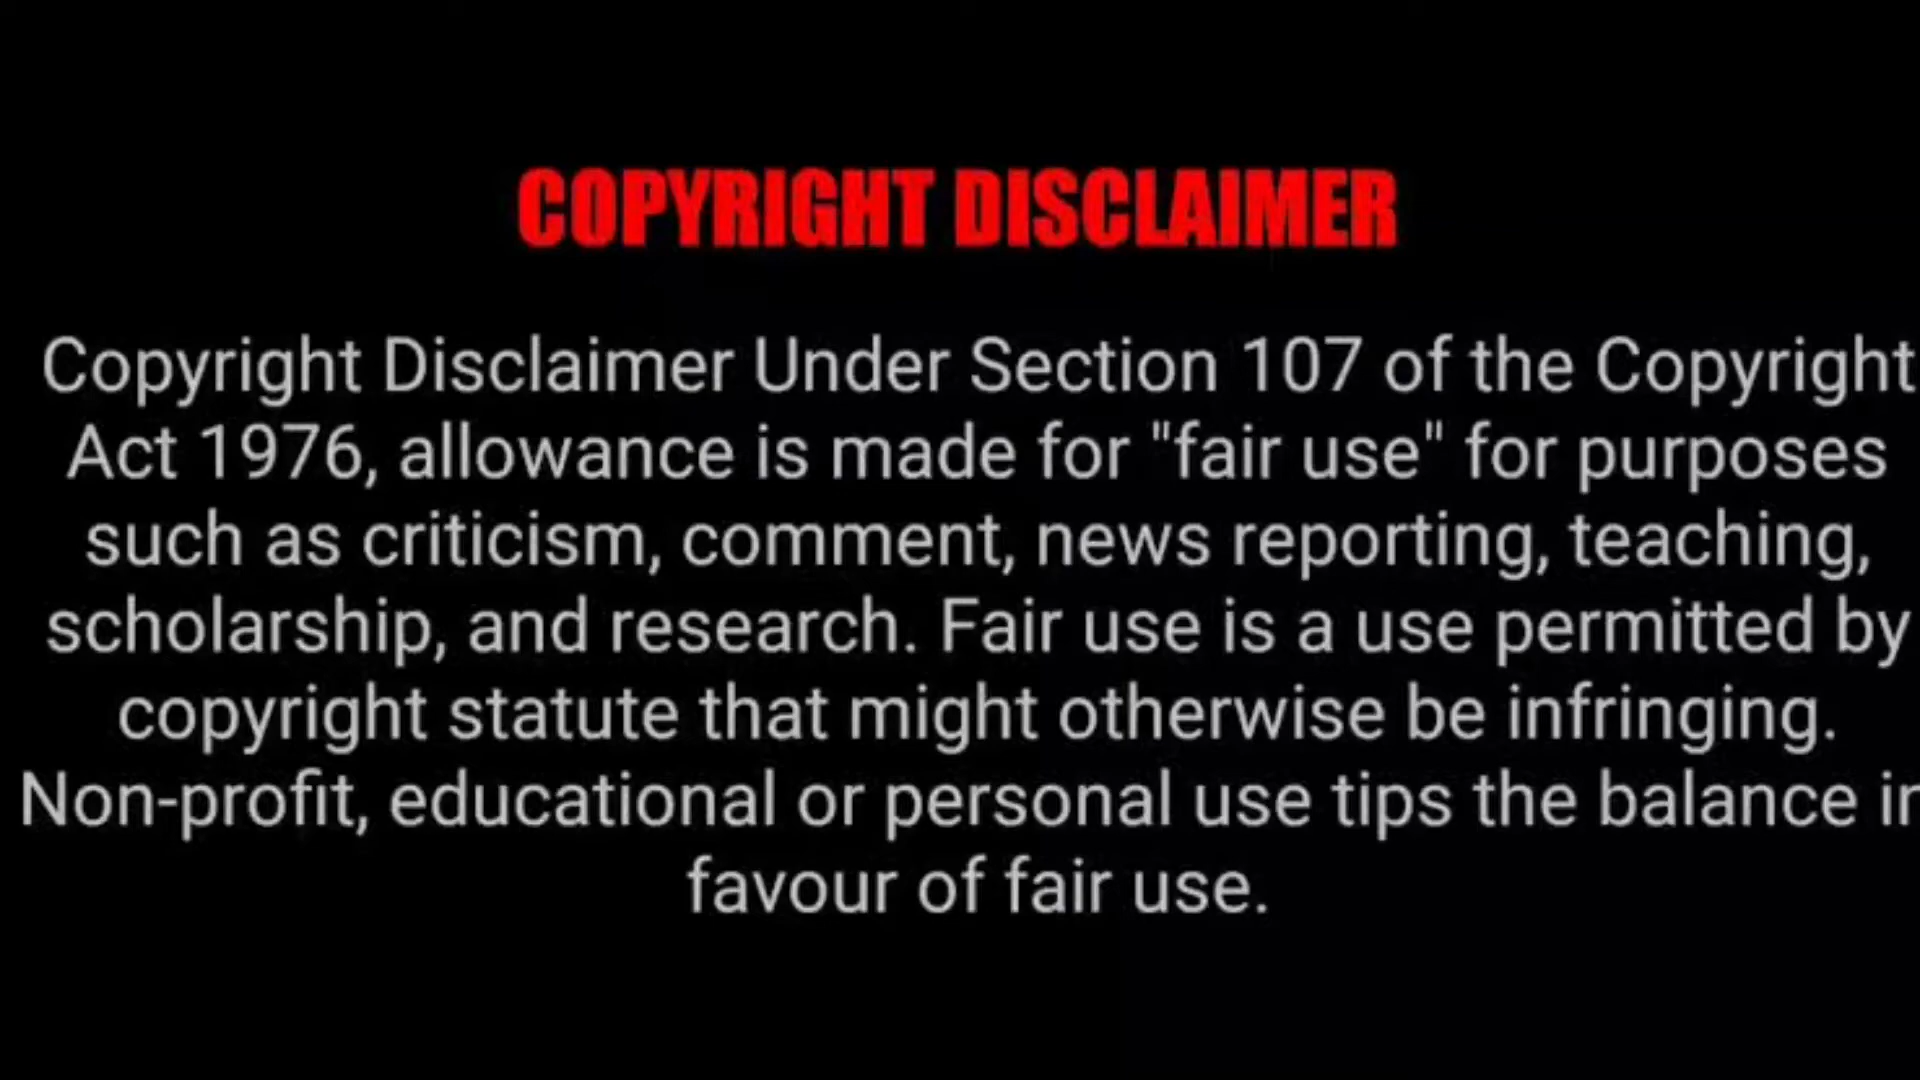 COPYRIGHT DISCLAIMER
Copyright Disclaimer Under Section 107 of the Copyright
Act 1976, allowance is made for "fair use" for purposes
such as criticism, comment, news reporting, teaching,
scholarship, and research. Fair use is a use permitted by
copyright statute that might otherwise be infringing.
Non-profit, educational or personal use tips the balance in
favour of fair use.